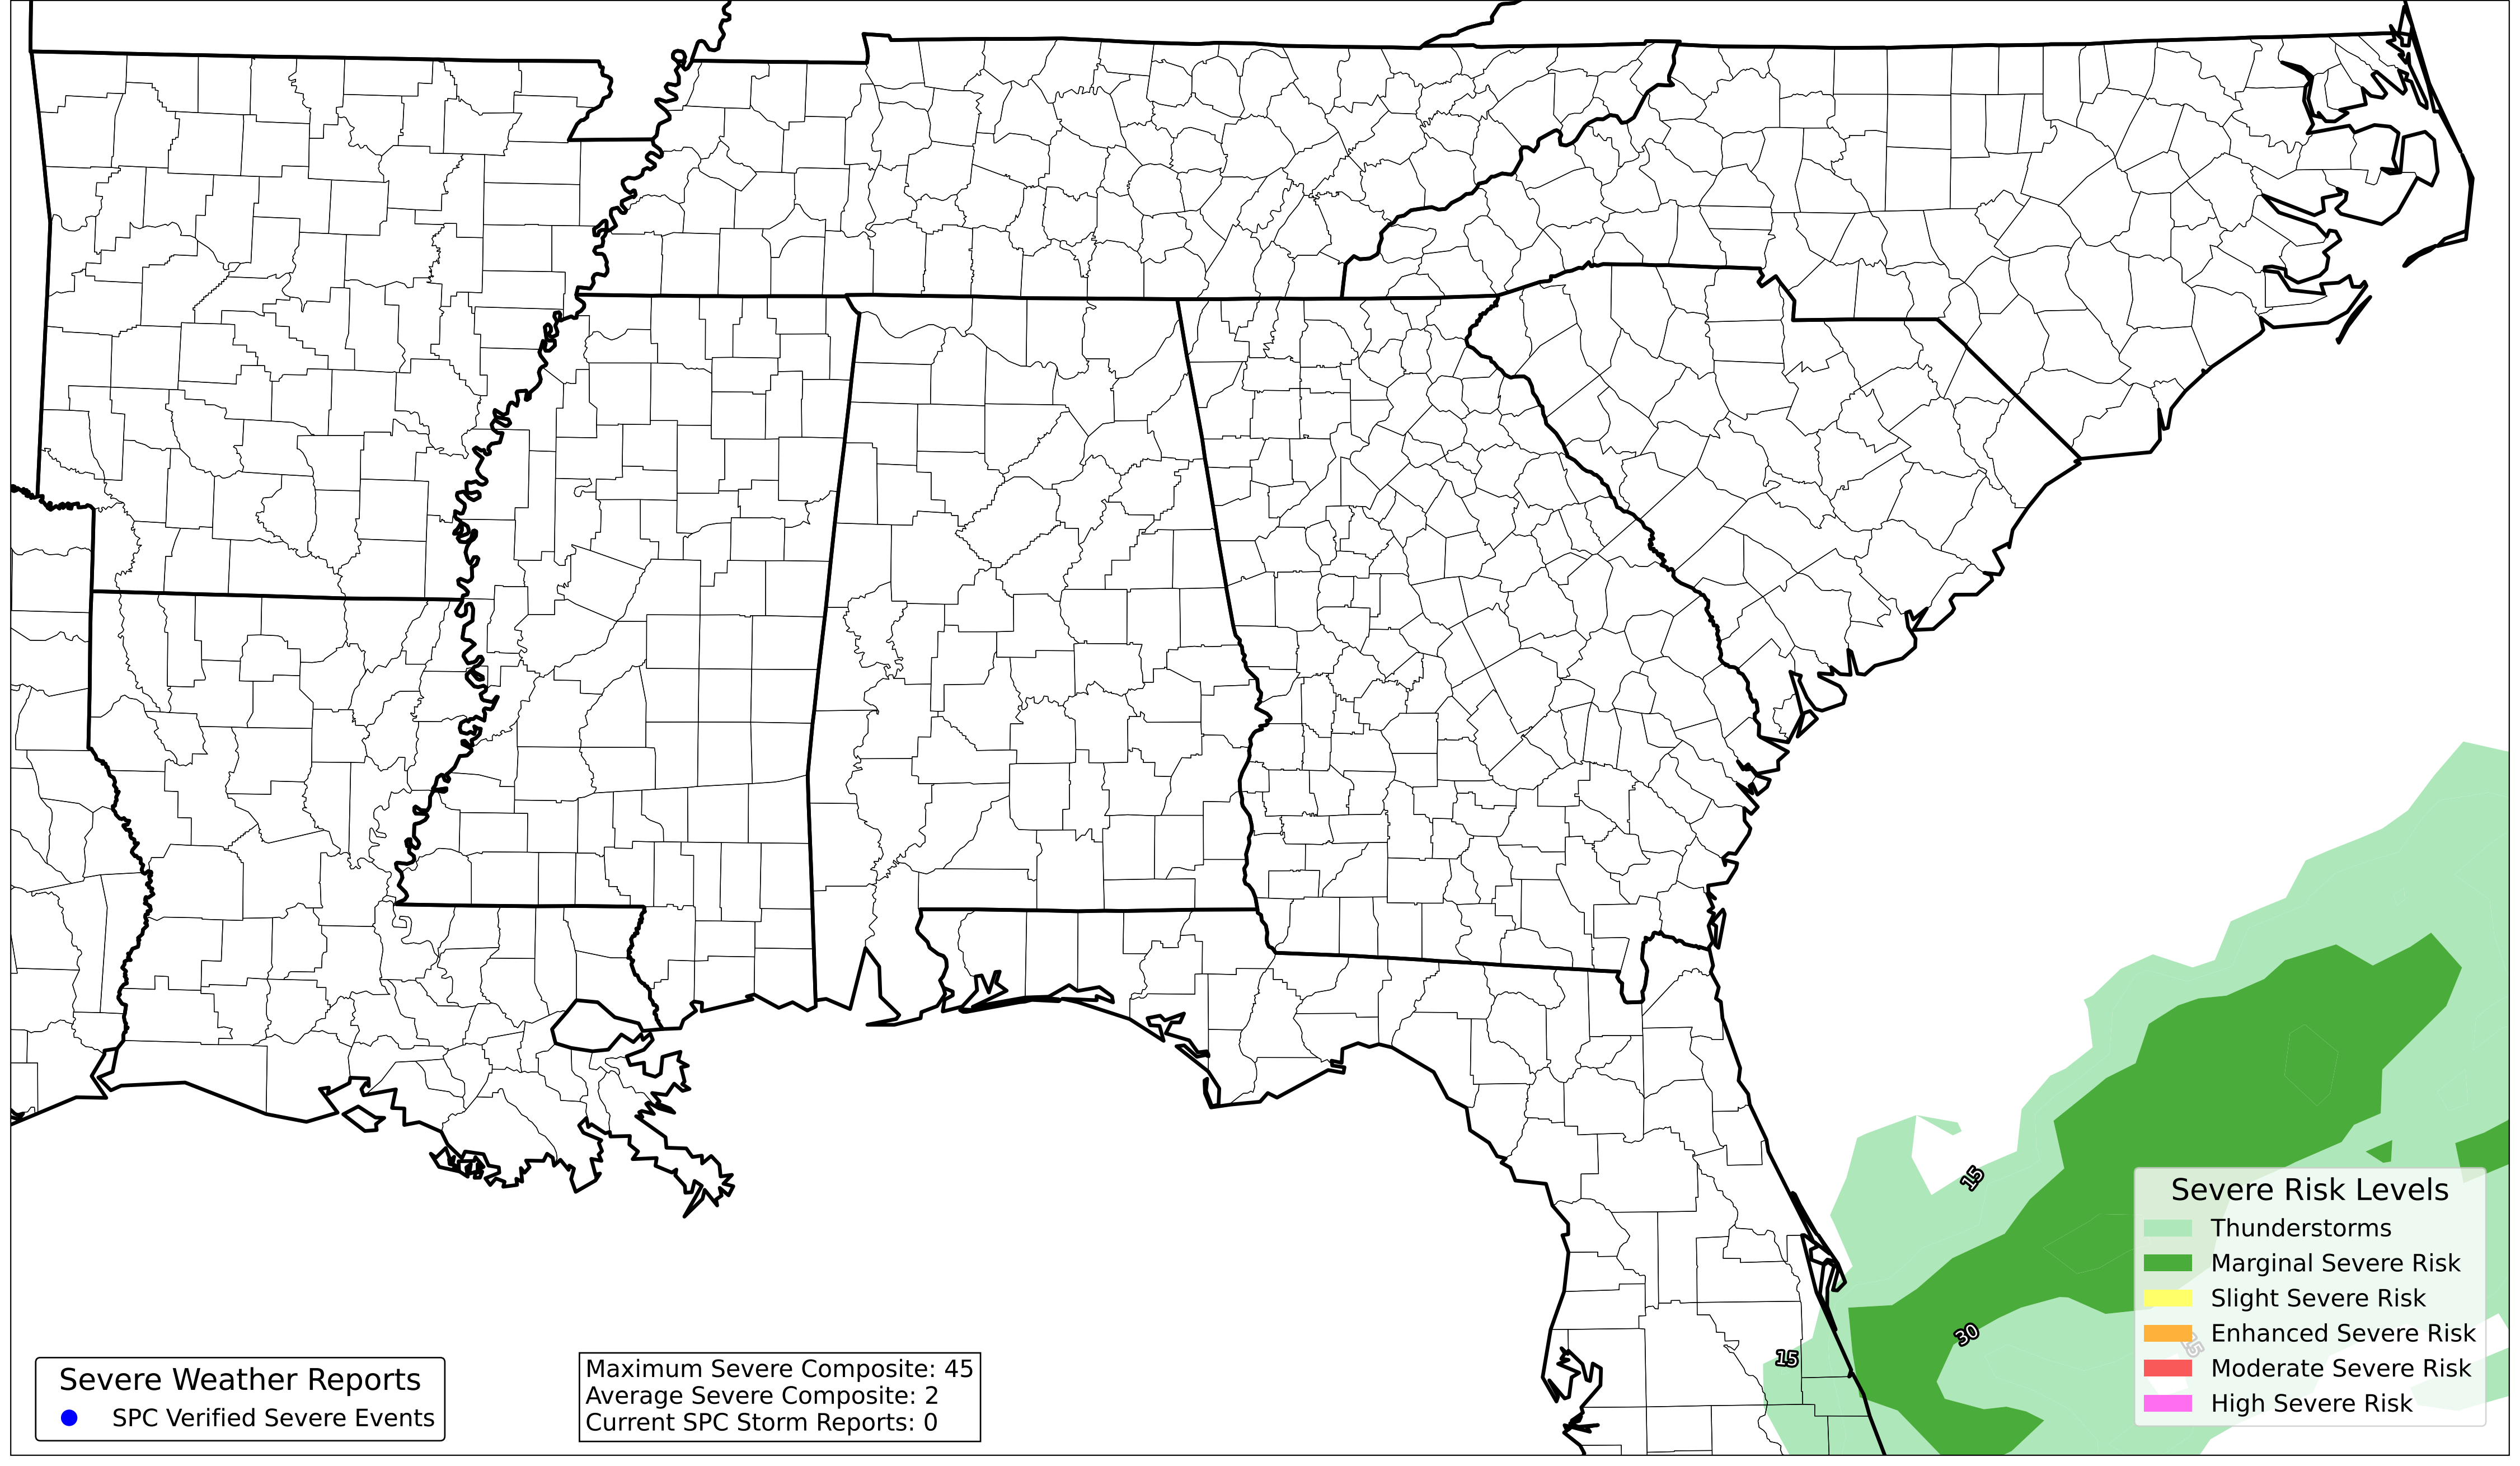 15
30
15
15
Severe Risk Levels
Thunderstorms
Marginal Severe Risk
Slight Severe Risk
Enhanced Severe Risk
Moderate Severe Risk
High Severe Risk
Severe Weather Reports
SPC Verified Severe Events
Maximum Severe Composite: 45
Average Severe Composite: 2
Current SPC Storm Reports: 0